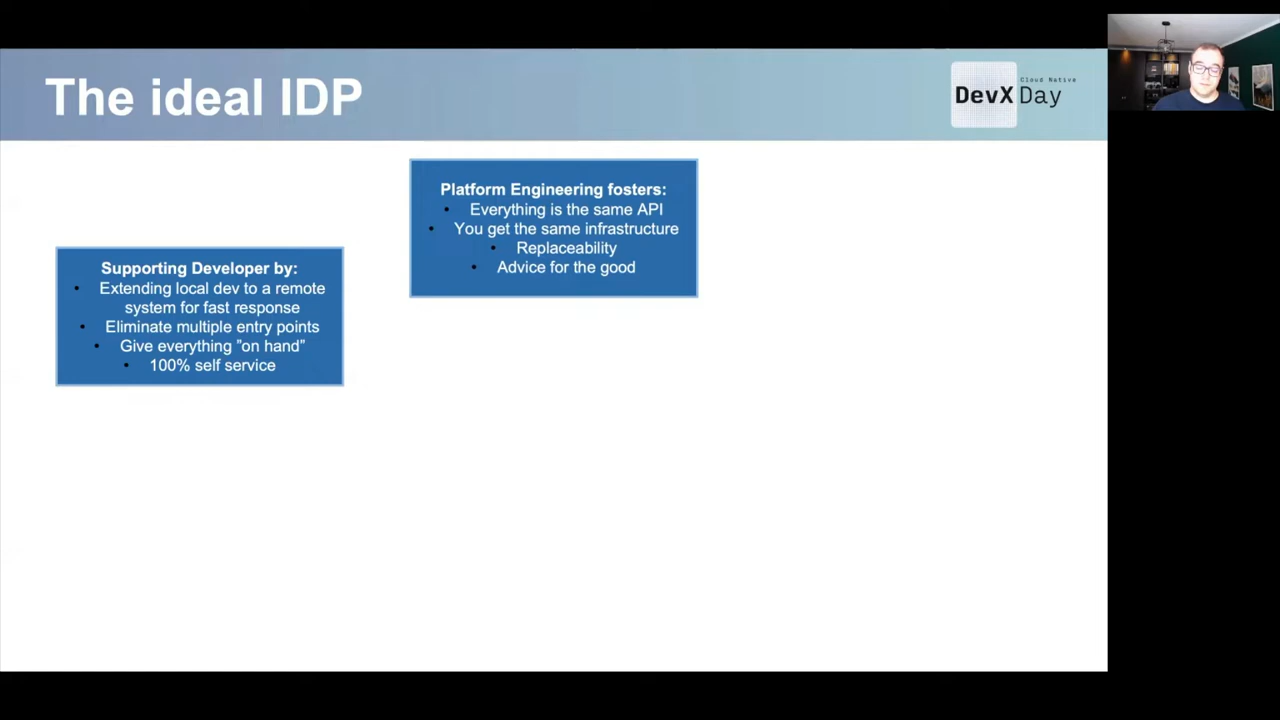 The ideal IDP
Cloud Native
DevX Day
Platform Engineering fosters:
• Everything is the same API
• You get the same infrastructure
• Replaceability
• Advice for the good
Supporting Developer by:
• Extending local dev to a remote
system for fast response
• Eliminate multiple entry points
• Give everything ”on hand”
• 100% self service